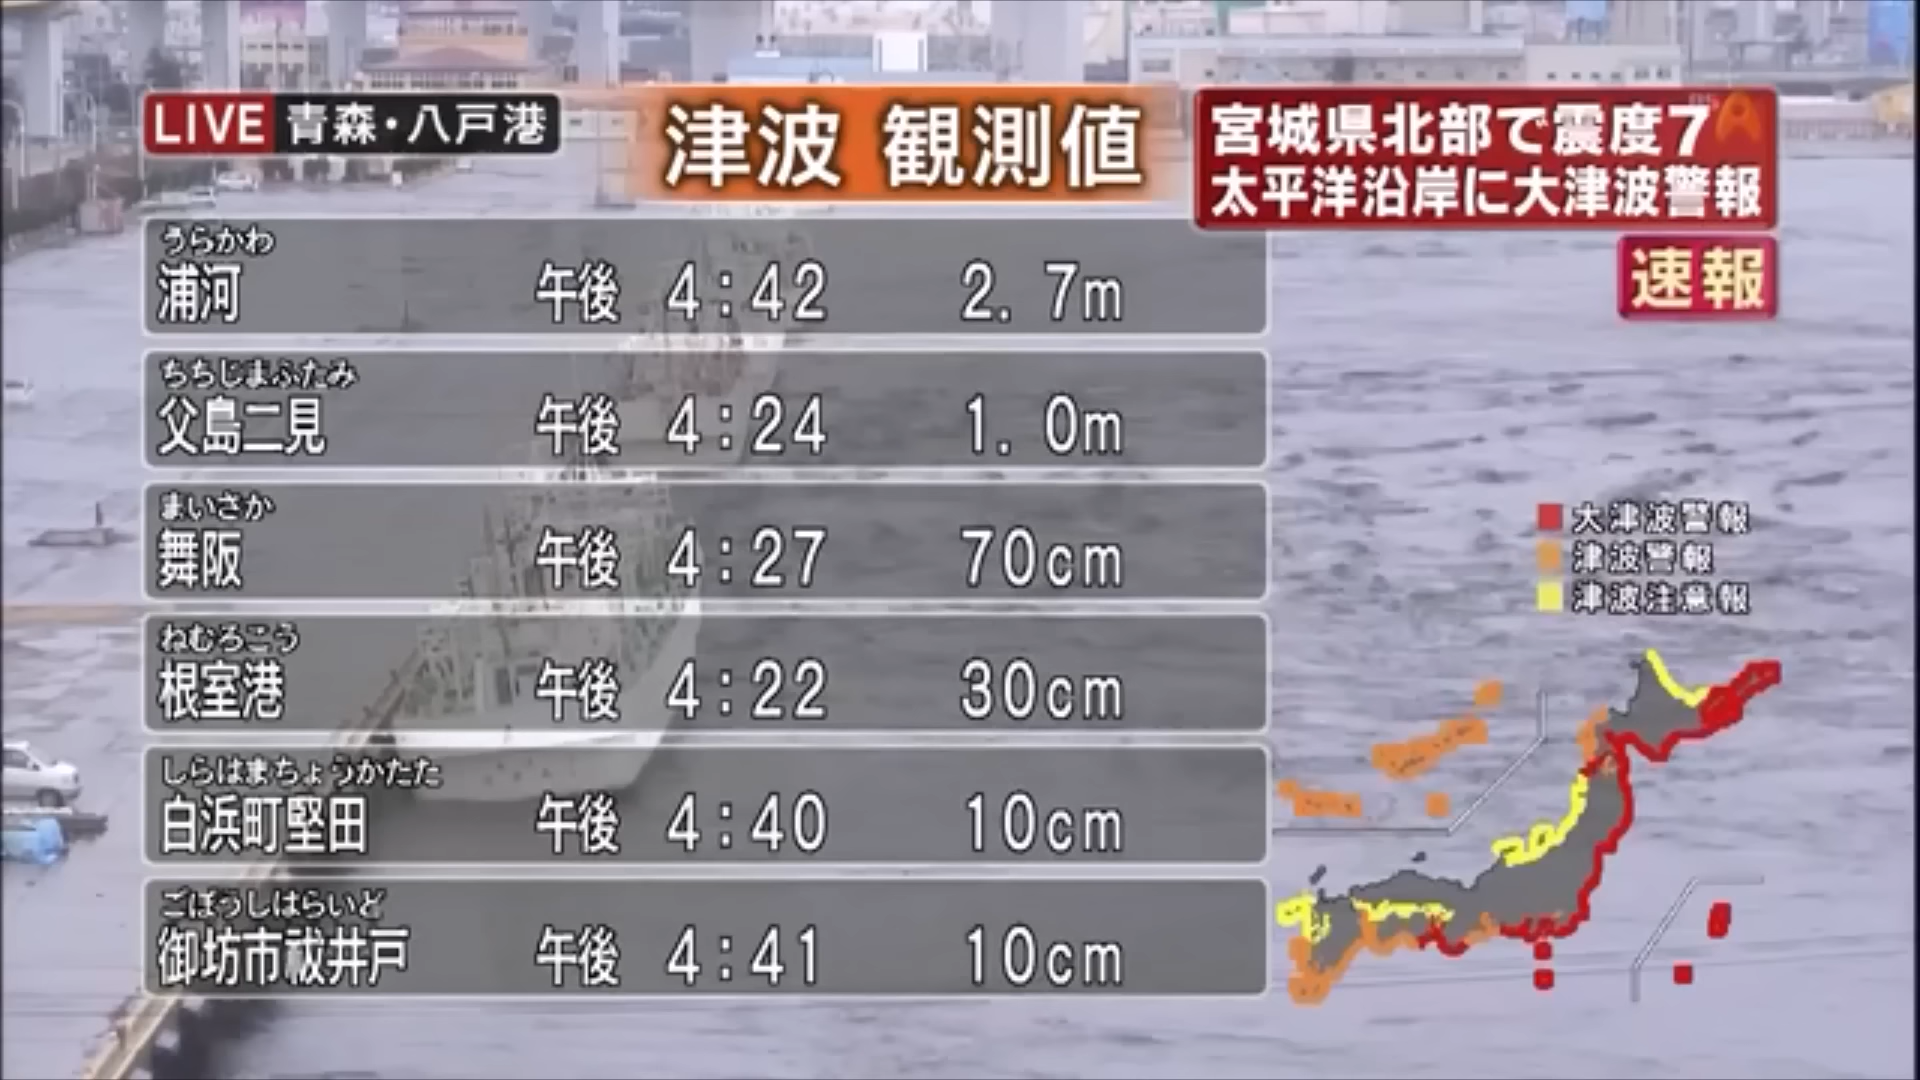 LIVE 青森・八戸港
津波 観測値
宮城県北部で震度7
太平洋沿岸に大津波警報
速報
うらかわ
浦河 午後 4:42 2.7m
ちちじまふたみ
父島二見 午後 4:24 1.0m
まいさか
舞阪 午後 4:27 70cm
ねむろこう
根室港 午後 4:22 30cm
しらはまちょうかたた
白浜町堅田 午後 4:40 10cm
ごぼうしはらいど
御坊市祓井戸 午後 4:41 10cm
大津波警報
津波警報
津波注意報